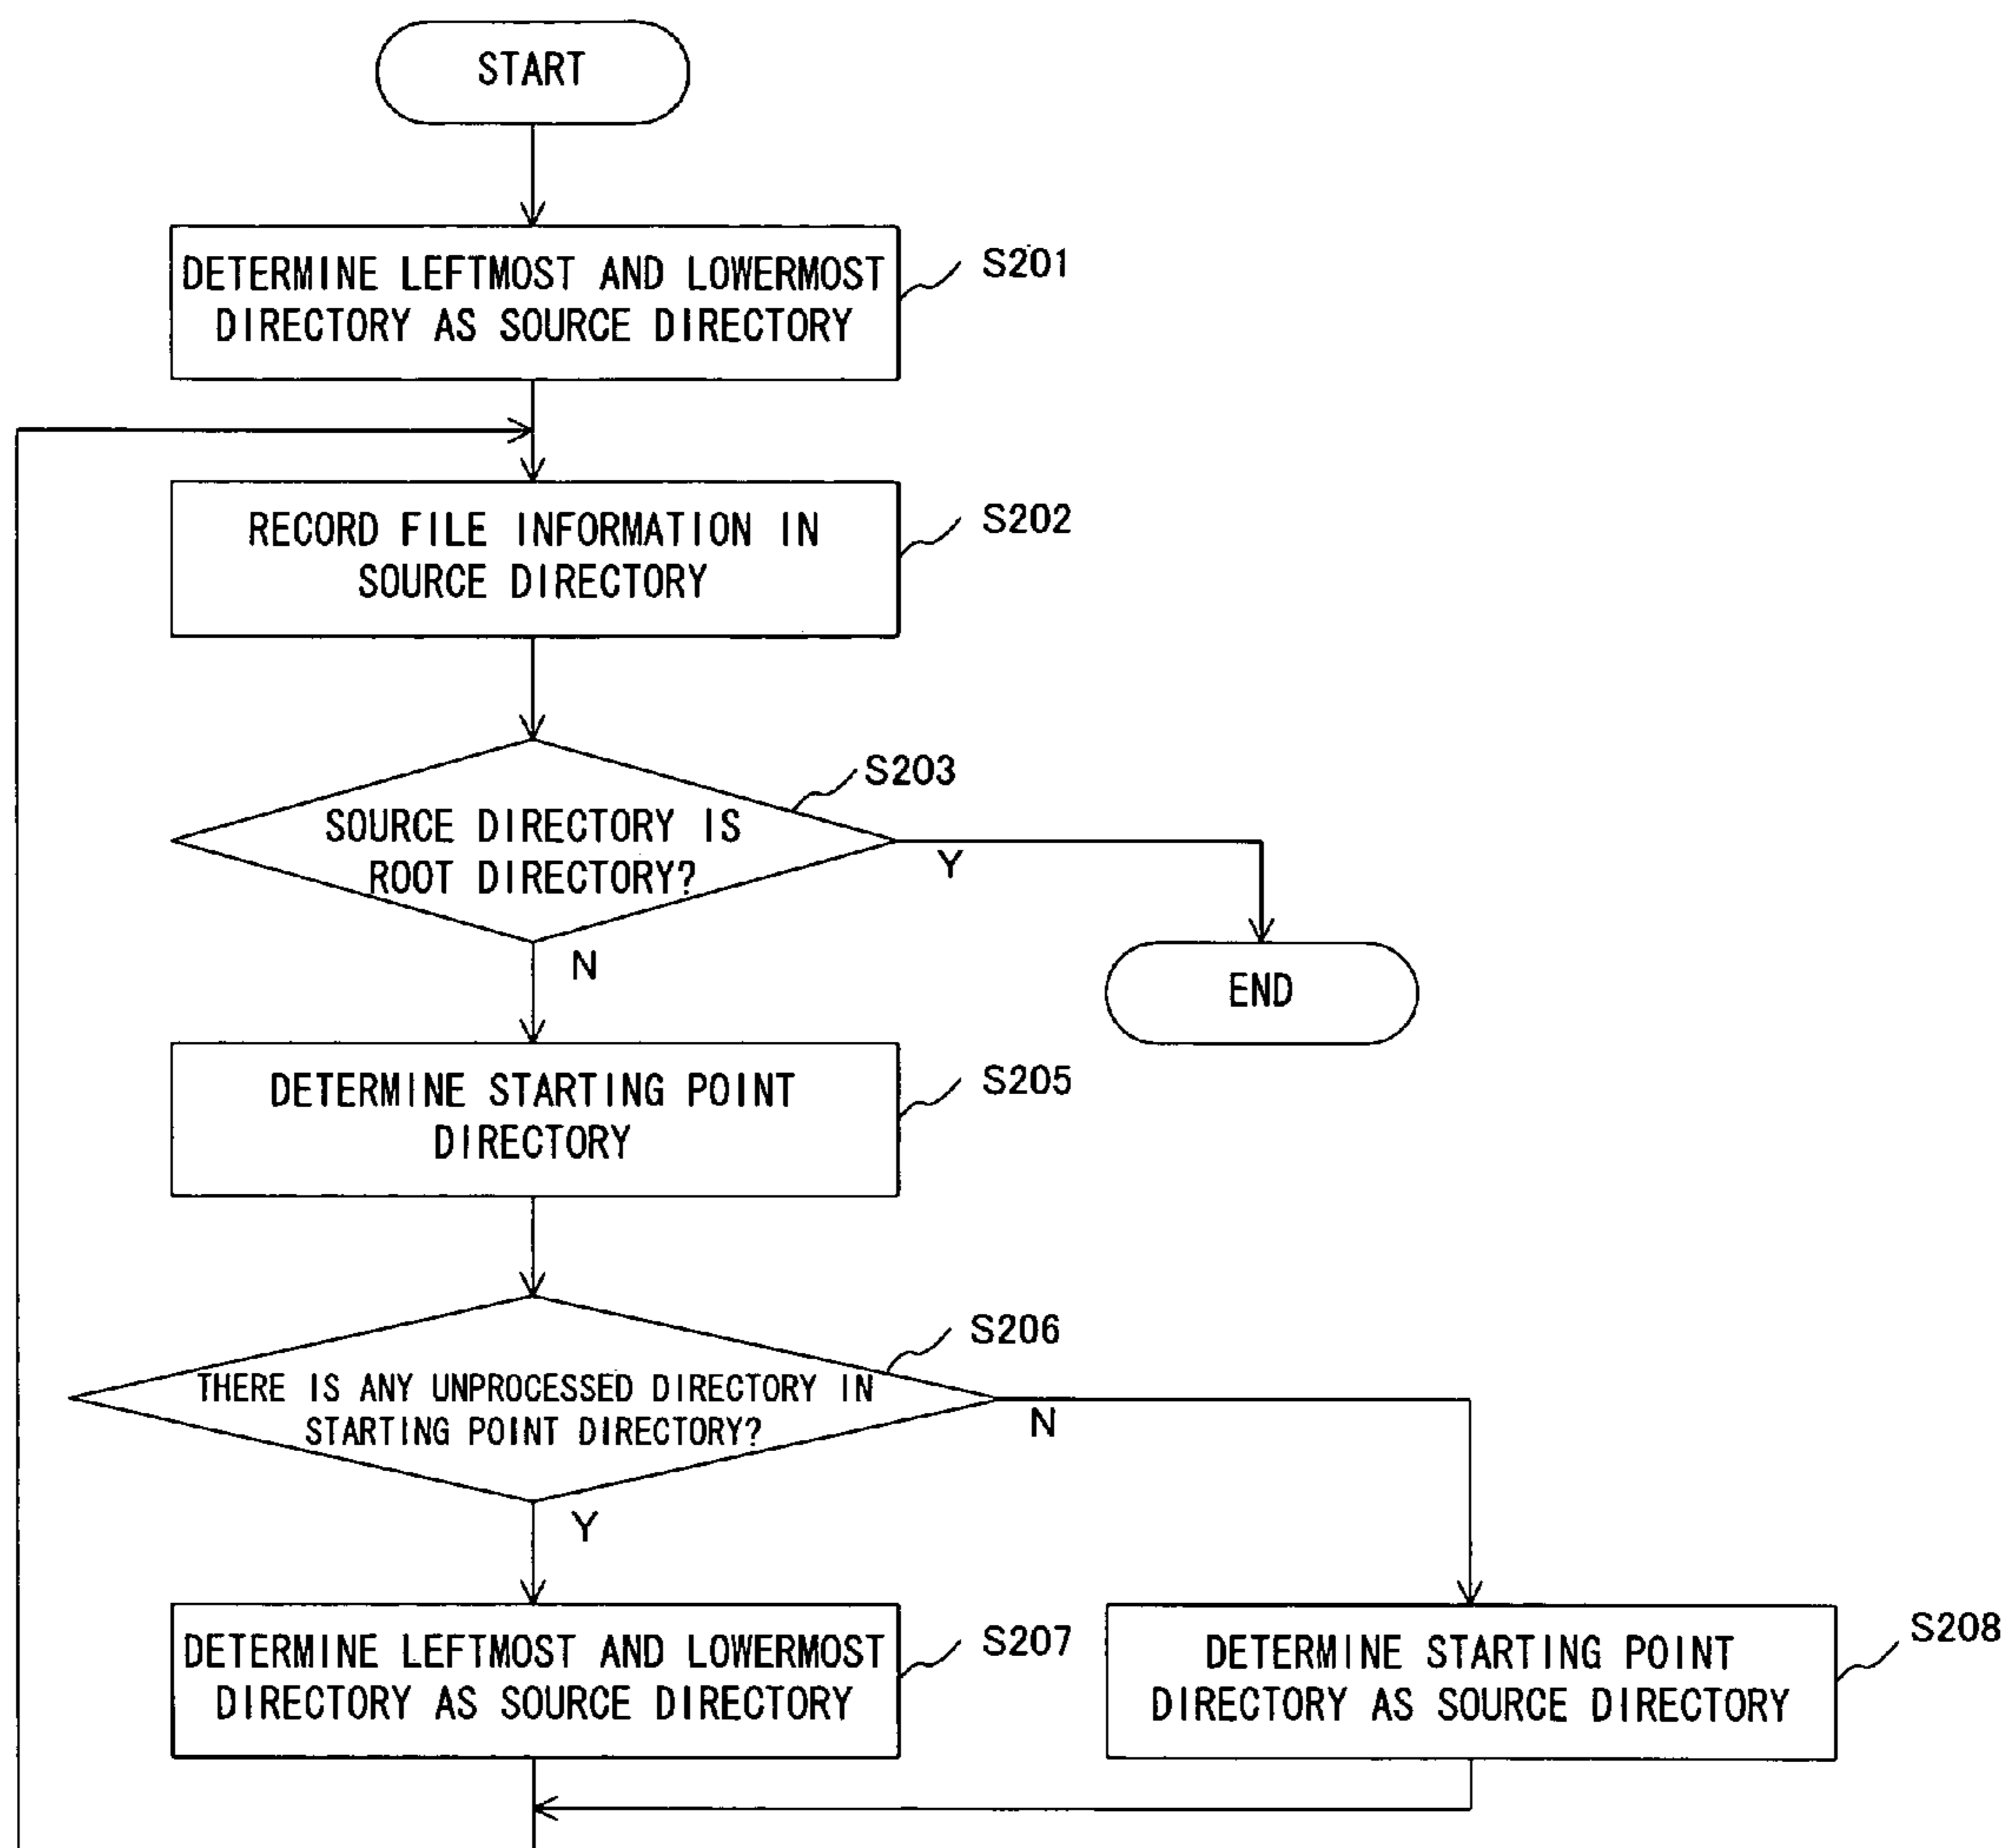 START
DETERMINE LEFTMOST AND LOWERMOST
DIRECTORY AS SOURCE DIRECTORY
S201
RECORD FILE INFORMATION IN
SOURCE DIRECTORY
S202
SOURCE DIRECTORY IS
ROOT DIRECTORY?
S203
Y
N
END
DETERMINE STARTING POINT
DIRECTORY
S205
THERE IS ANY UNPROCESSED DIRECTORY IN
STARTING POINT DIRECTORY?
S206
N
Y
DETERMINE LEFTMOST AND LOWERMOST
DIRECTORY AS SOURCE DIRECTORY
S207
DETERMINE STARTING POINT
DIRECTORY AS SOURCE DIRECTORY
S208